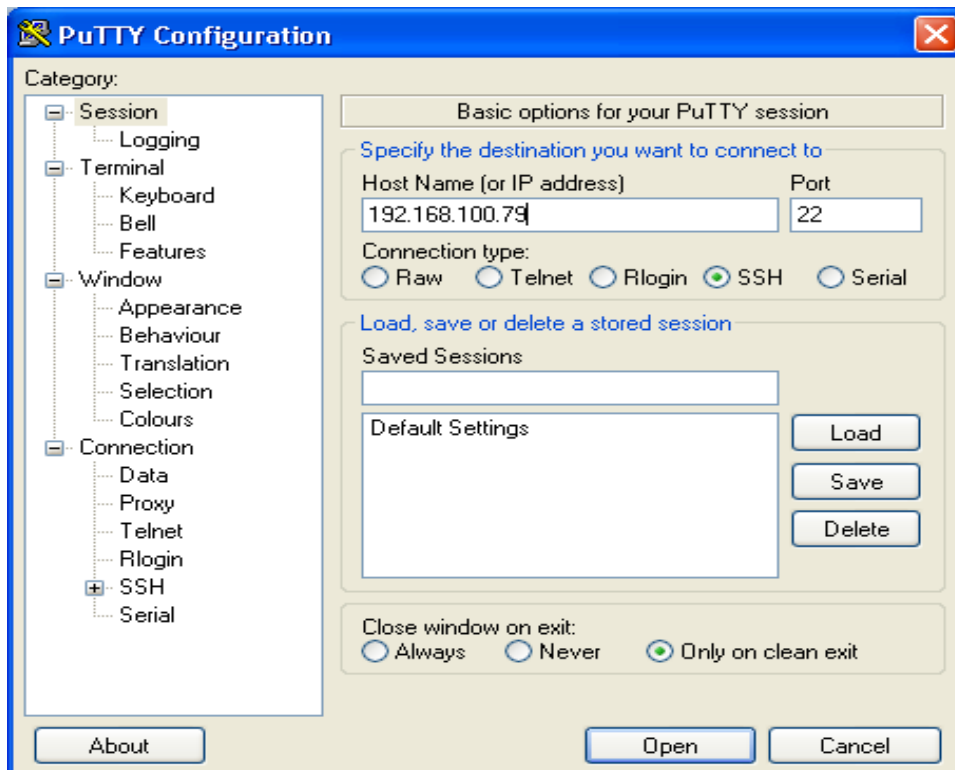 PuTTY Configuration
Category:
Session
Logging
Terminal
Keyboard
Bell
Features
Window
Appearance
Behaviour
Translation
Selection
Colours
Connection
Data
Proxy
Telnet
Rlogin
SSH
Serial
Basic options for your PuTTY session
Specify the destination you want to connect to
Host Name (or IP address) Port
192.168.100.79 22
Connection type:
Raw Telnet Rlogin SSH Serial
Load, save or delete a stored session
Saved Sessions
Default Settings
Load
Save
Delete
Close window on exit:
Always Never Only on clean exit
About Open Cancel